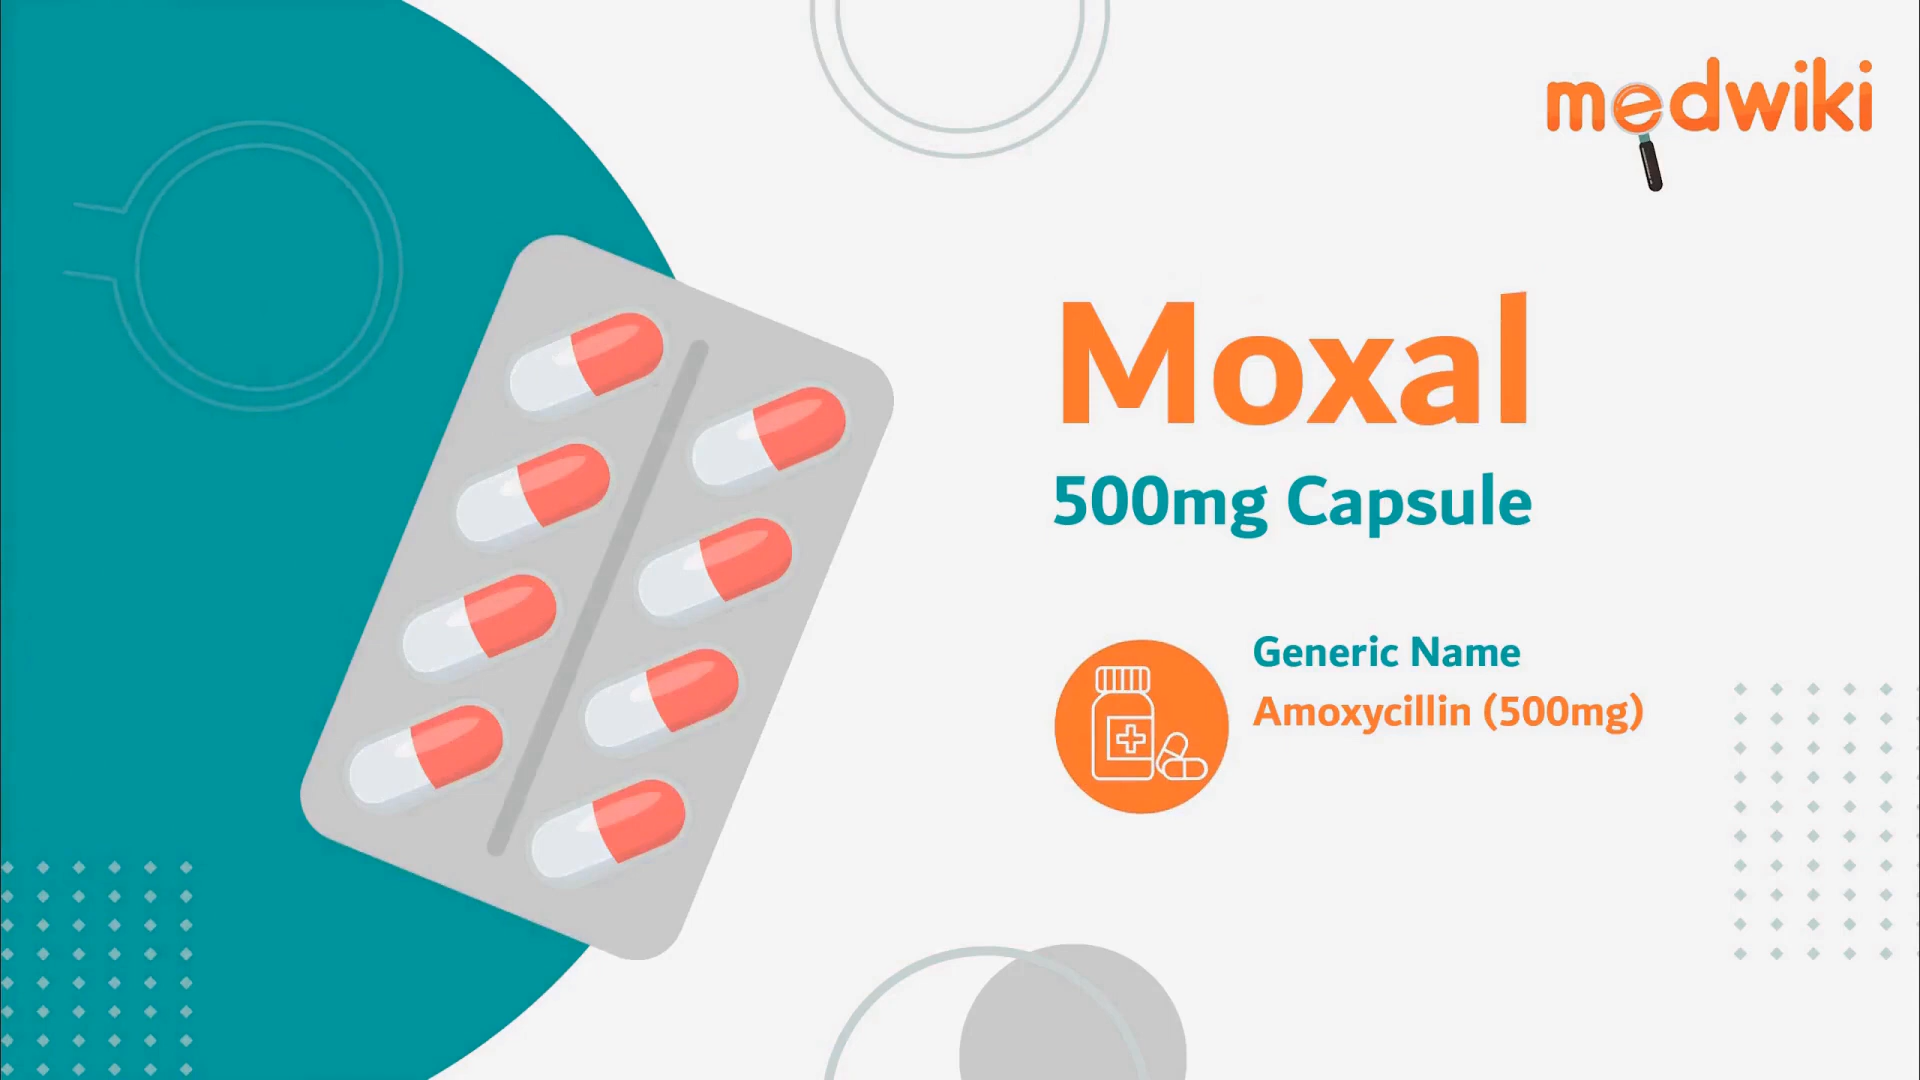 medwiki
Moxal
500mg Capsule
Generic Name
Amoxycillin (500mg)